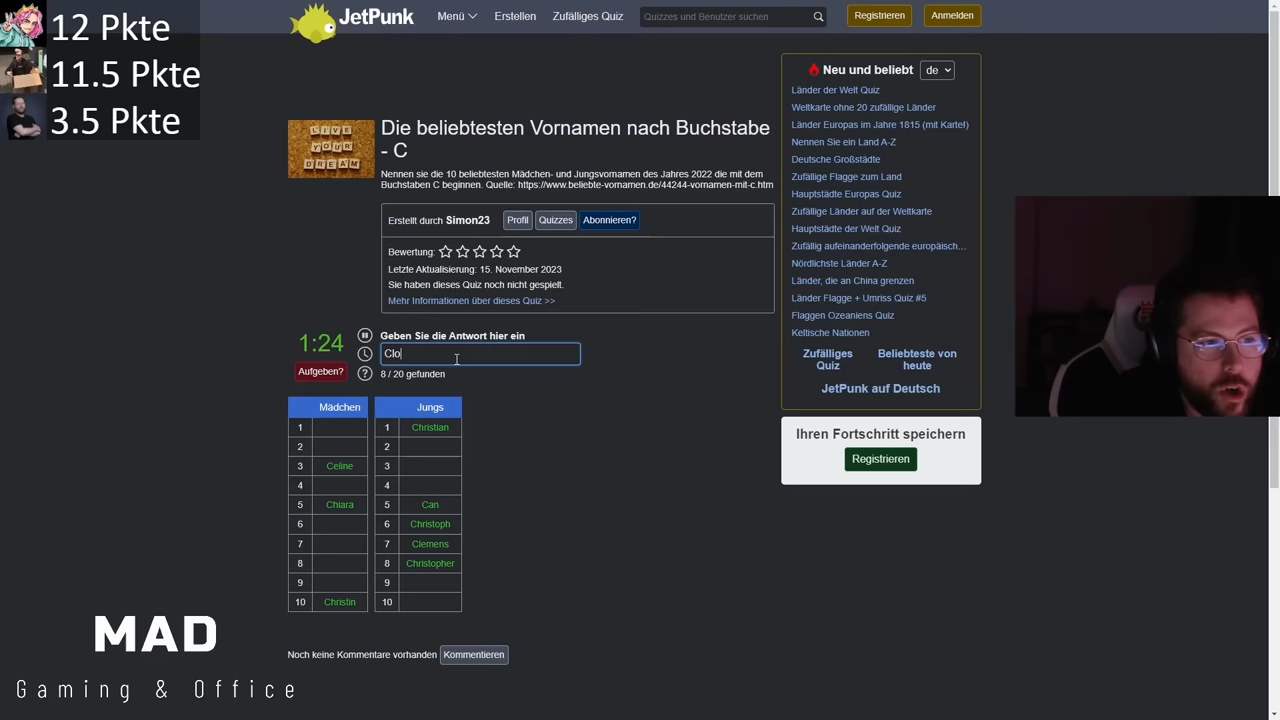 12 Pkte
11.5 Pkte
3.5 Pkte
JetPunk
Menü
Erstellen
Zufälliges Quiz
Quizzes und Benutzer suchen
Registrieren
Anmelden
LIVE
YOUR
DREAM
Die beliebtesten Vornamen nach Buchstabe
- C
Nennen sie die 10 beliebtesten Mädchen- und Jungsvornamen des Jahres 2022 die mit dem
Buchstaben C beginnen. Quelle: https://www.beliebte-vornamen.de/44244-vornamen-mit-c.htm
Erstellt durch Simon23
Profil
Quizzes
Abonnieren?
Bewertung:
Letzte Aktualisierung: 15. November 2023
Sie haben dieses Quiz noch nicht gespielt.
Mehr Informationen über dieses Quiz >>
1:24
Aufgeben?
?
Geben Sie die Antwort hier ein
Clo
8 / 20 gefunden
Mädchen
1
2
3 Celine
4
5 Chiara
6
7
8
9
10 Christin
Jungs
1 Christian
2
3
4
5 Can
6 Christoph
7 Clemens
8 Christopher
9
10
Noch keine Kommentare vorhanden
Kommentieren
Neu und beliebt
de
Länder der Welt Quiz
Weltkarte ohne 20 zufällige Länder
Länder Europas im Jahre 1815 (mit Karte!)
Nennen Sie ein Land A-Z
Deutsche Großstädte
Zufällige Flagge zum Land
Hauptstädte Europas Quiz
Zufällige Länder auf der Weltkarte
Hauptstädte der Welt Quiz
Zufällig aufeinanderfolgende europäisch…
Nördlichste Länder A-Z
Länder, die an China grenzen
Länder Flagge + Umriss Quiz #5
Flaggen Ozeaniens Quiz
Keltische Nationen
Zufälliges
Quiz
Beliebteste von
heute
JetPunk auf Deutsch
Ihren Fortschritt speichern
Registrieren
MAD
Gaming & Office